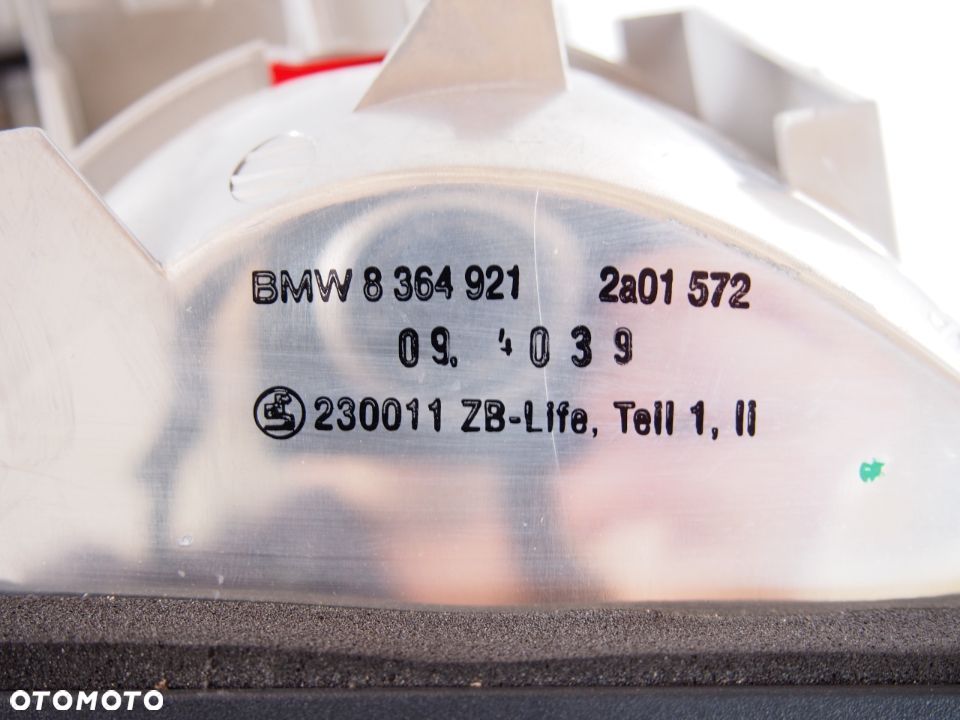 BMW 8 364 921 2a01 572
09. 4039
230011 ZB-Life, Teil 1, II
OTOMOTO